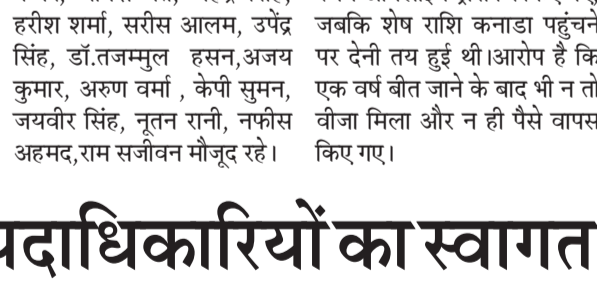 हरीश शर्मा, सरीस आलम, उपेंद्र
सिंह, डॉ.तजम्मुल हसन,अजय
कुमार, अरुण वर्मा , केपी सुमन,
जयवीर सिंह, नूतन रानी, नफीस
अहमद,राम सजीवन मौजूद रहे।
जबकि शेष राशि कनाडा पहुंचने
पर देनी तय हुई थी।आरोप है कि
एक वर्ष बीत जाने के बाद भी न तो
वीजा मिला और न ही पैसे वापस
किए गए।
पदाधिकारियों का स्वागत